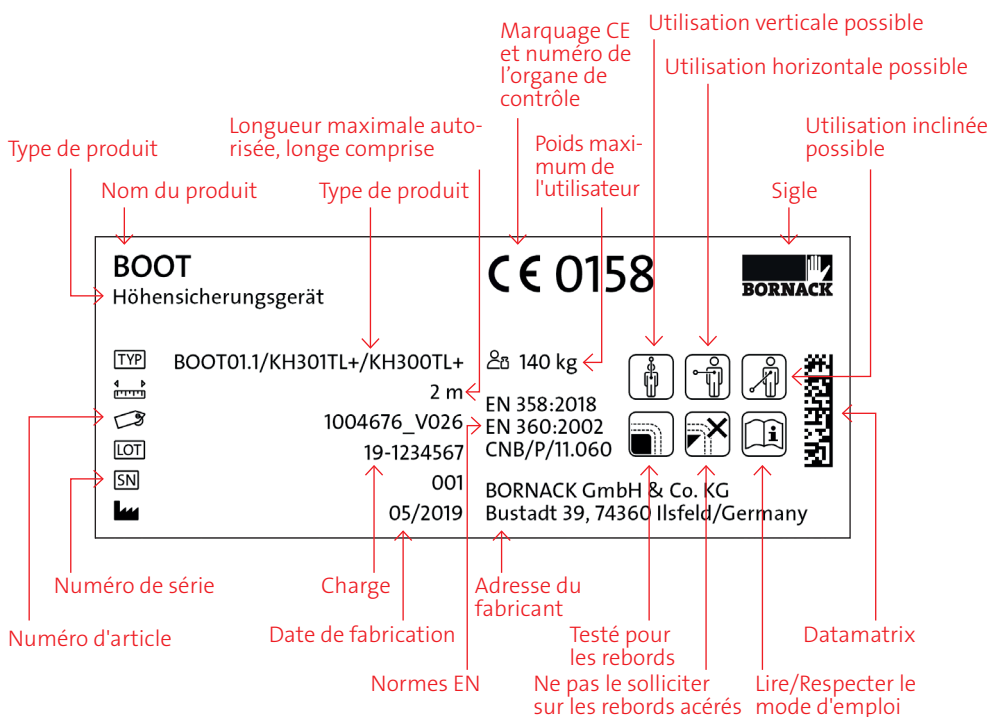 Marquage CE
et numéro de
l'organe de
contrôle
Utilisation verticale possible
Utilisation horizontale possible
Longueur maximale auto-
risée, longe comprise
Poids maxi-
mum de
l'utilisateur
Utilisation inclinée
possible
Type de produit
Nom du produit
Type de produit
Sigle
BOOT
Höhensicherungsgerät
CE 0158
BORNACK
TYP BOOT01.1/KH301TL+/KH300TL+
2 m
1004676_V026
LOT 19-1234567
SN 001
05/2019
140 kg
EN 358:2018
EN 360:2002
CNB/P/11.060
BORNACK GmbH & Co. KG
Bustadt 39, 74360 Ilsfeld/Germany
i
Numéro de série
Charge
Adresse du
fabricant
Numéro d'article
Date de fabrication
Testé pour
les rebords
Datamatrix
Normes EN
Ne pas le solliciter
sur les rebords acérés
Lire/Respecter le
mode d'emploi